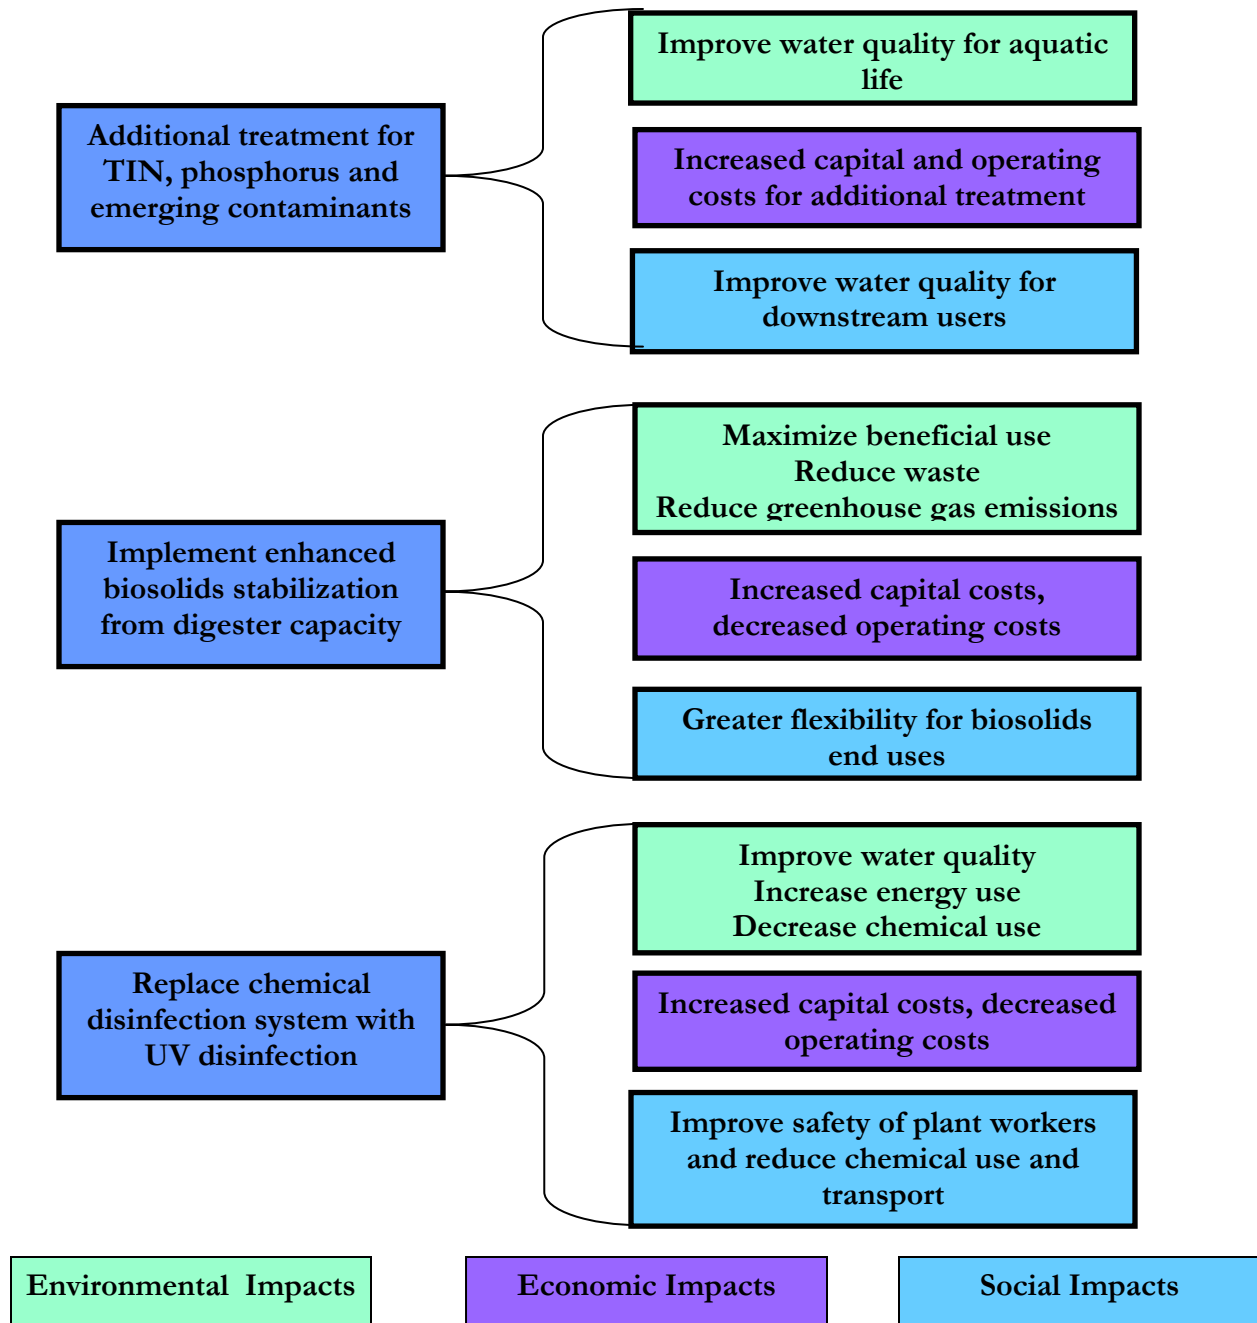 Improve water quality for aquatic
life
Additional treatment for
TIN, phosphorus and
emerging contaminants
Increased capital and operating
costs for additional treatment
Improve water quality for
downstream users
Maximize beneficial use
Reduce waste
Reduce greenhouse gas emissions
Implement enhanced
biosolids stabilization
from digester capacity
Increased capital costs,
decreased operating costs
Greater flexibility for biosolids
end uses
Improve water quality
Increase energy use
Decrease chemical use
Replace chemical
disinfection system with
UV disinfection
Increased capital costs, decreased
operating costs
Improve safety of plant workers
and reduce chemical use and
transport
Environmental  Impacts
Economic Impacts
Social Impacts